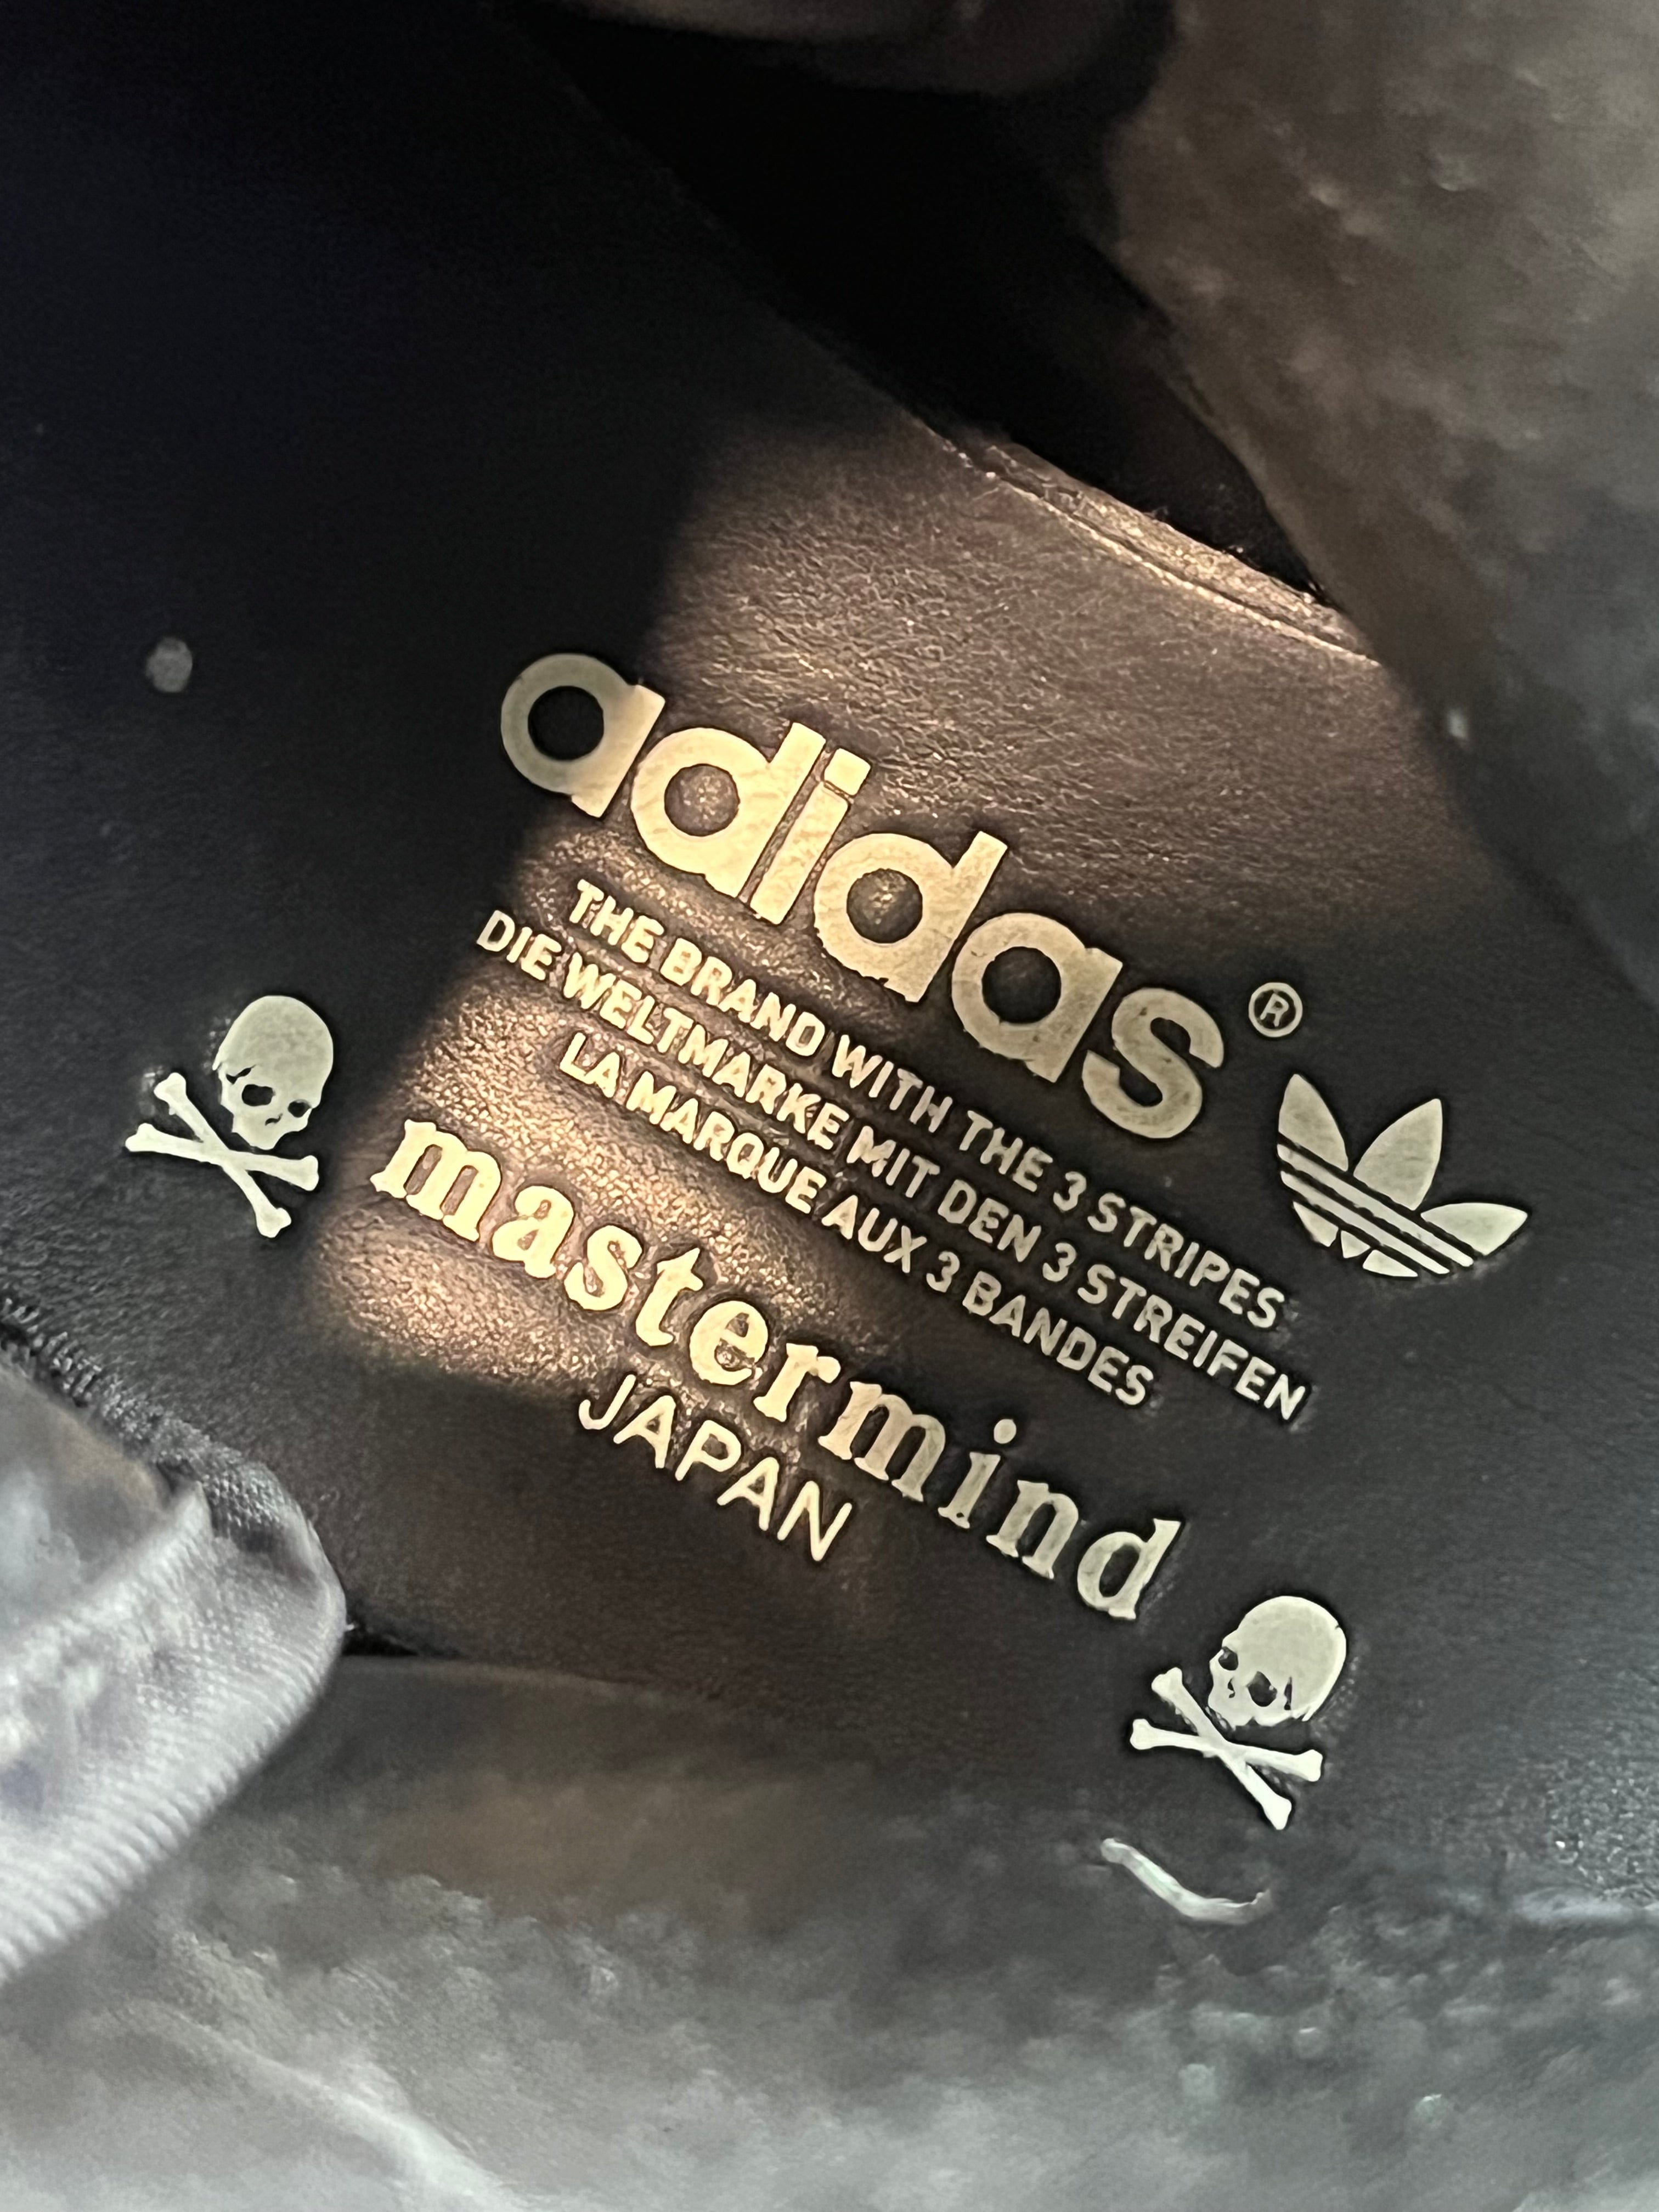 adidas®
THE BRAND WITH THE 3 STRIPES
DIE WELTMARKE MIT DEN 3 STREIFEN
LA MARQUE AUX 3 BANDES
mastermind
JAPAN